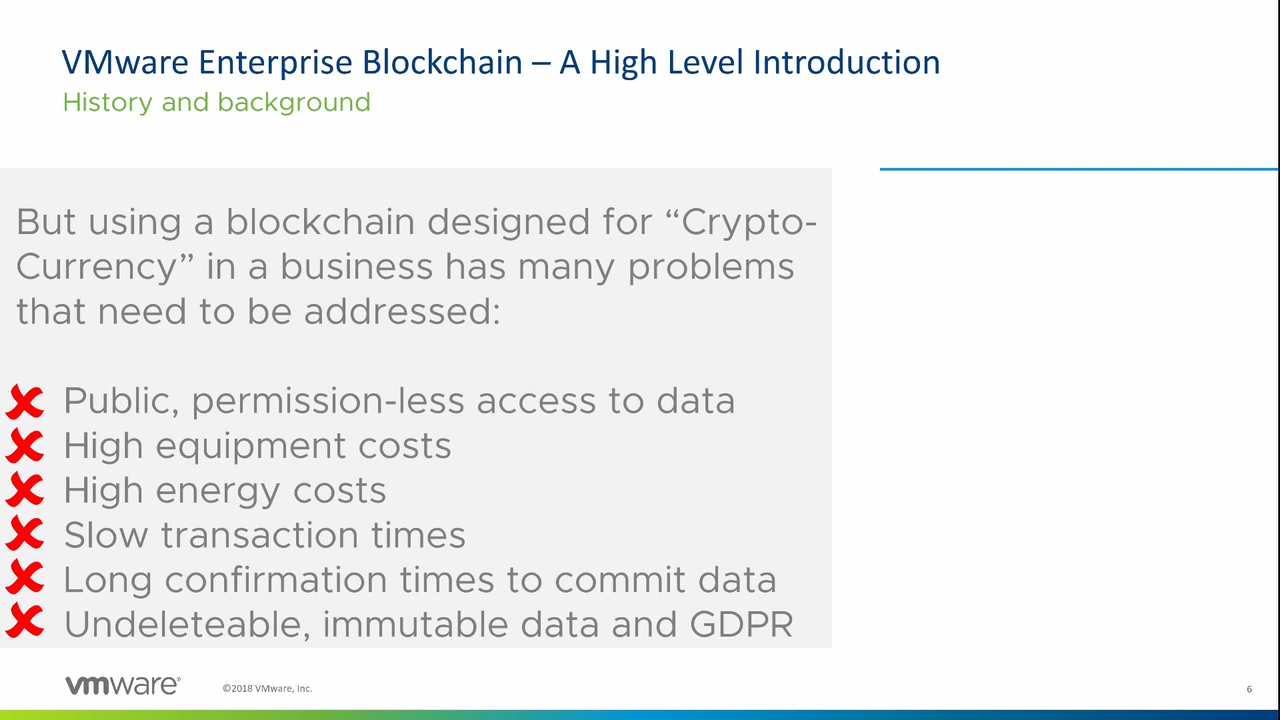 VMware Enterprise Blockchain – A High Level Introduction
History and background
But using a blockchain designed for “Crypto-
Currency” in a business has many problems
that need to be addressed:
Public, permission-less access to data
High equipment costs
High energy costs
Slow transaction times
Long confirmation times to commit data
Undeleteable, immutable data and GDPR
vmware®
©2018 VMware, Inc.
6